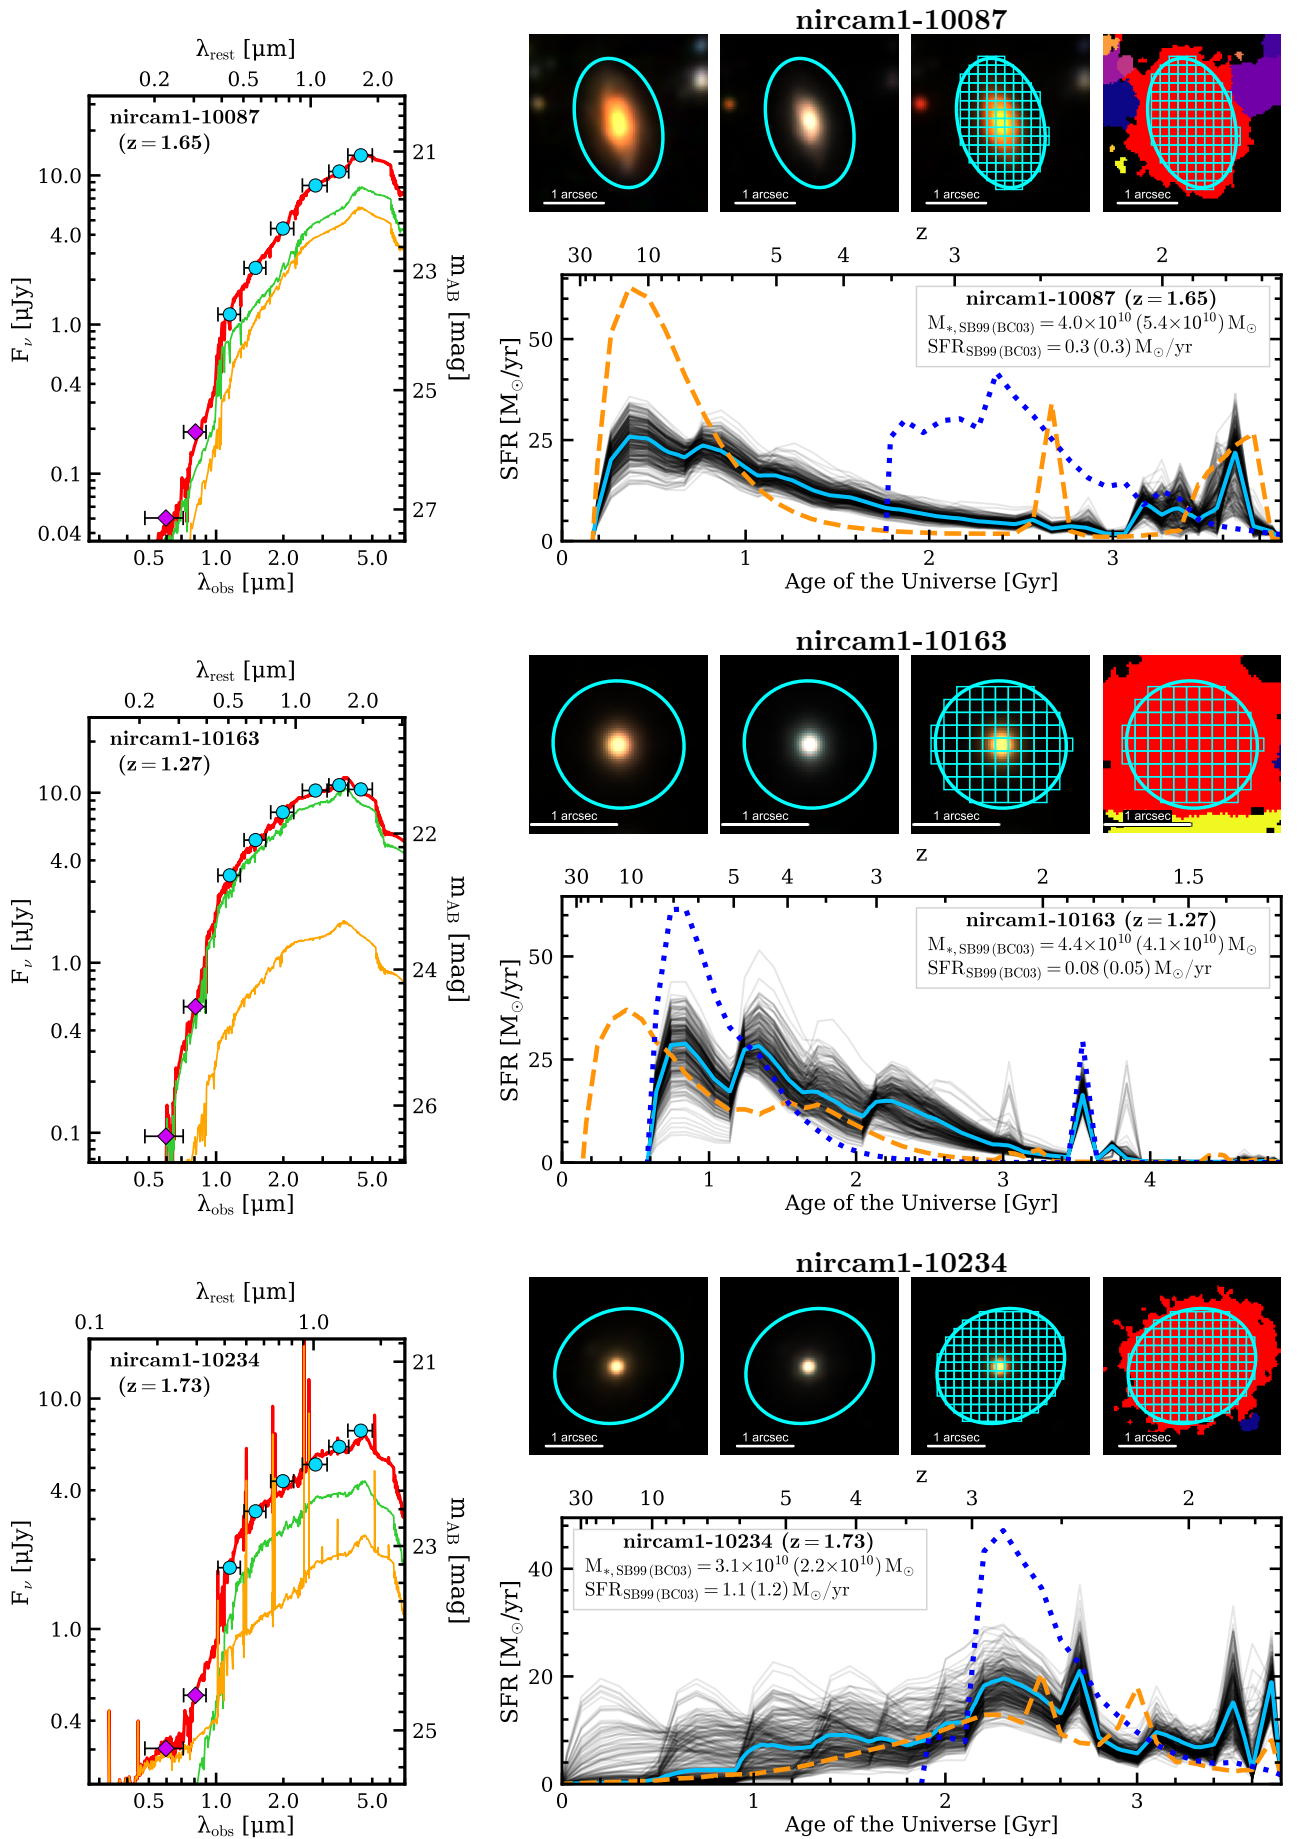 nircam1-10087
λrest [µm]
0.2 0.5 1.0 2.0
nircam1-10087
(z = 1.65)
10.0
4.0
1.0
0.4
0.1
0.04
Fν [µJy]
21
23
25
27
mAB [mag]
0.5 1.0 2.0 5.0
λobs [µm]
1 arcsec 1 arcsec 1 arcsec 1 arcsec
z
30 10 5 4 3 2
nircam1-10087 (z = 1.65)
M*, SB99 (BC03) = 4.0×10^10 (5.4×10^10) M⊙
SFRSB99 (BC03) = 0.3 (0.3) M⊙/yr
50
25
0
SFR [M⊙/yr]
0 1 2 3
Age of the Universe [Gyr]
nircam1-10163
λrest [µm]
0.2 0.5 1.0 2.0
nircam1-10163
(z = 1.27)
10.0
4.0
1.0
0.4
0.1
Fν [µJy]
22
24
26
mAB [mag]
0.5 1.0 2.0 5.0
λobs [µm]
1 arcsec 1 arcsec 1 arcsec 1 arcsec
z
30 10 5 4 3 2 1.5
nircam1-10163 (z = 1.27)
M*, SB99 (BC03) = 4.4×10^10 (4.1×10^10) M⊙
SFRSB99 (BC03) = 0.08 (0.05) M⊙/yr
50
25
0
SFR [M⊙/yr]
0 1 2 3 4
Age of the Universe [Gyr]
nircam1-10234
λrest [µm]
0.1 1.0
nircam1-10234
(z = 1.73)
10.0
4.0
1.0
0.4
Fν [µJy]
21
23
25
mAB [mag]
0.5 1.0 2.0 5.0
λobs [µm]
1 arcsec 1 arcsec 1 arcsec 1 arcsec
z
30 10 5 4 3 2
nircam1-10234 (z = 1.73)
M*, SB99 (BC03) = 3.1×10^10 (2.2×10^10) M⊙
SFRSB99 (BC03) = 1.1 (1.2) M⊙/yr
40
20
0
SFR [M⊙/yr]
0 1 2 3
Age of the Universe [Gyr]